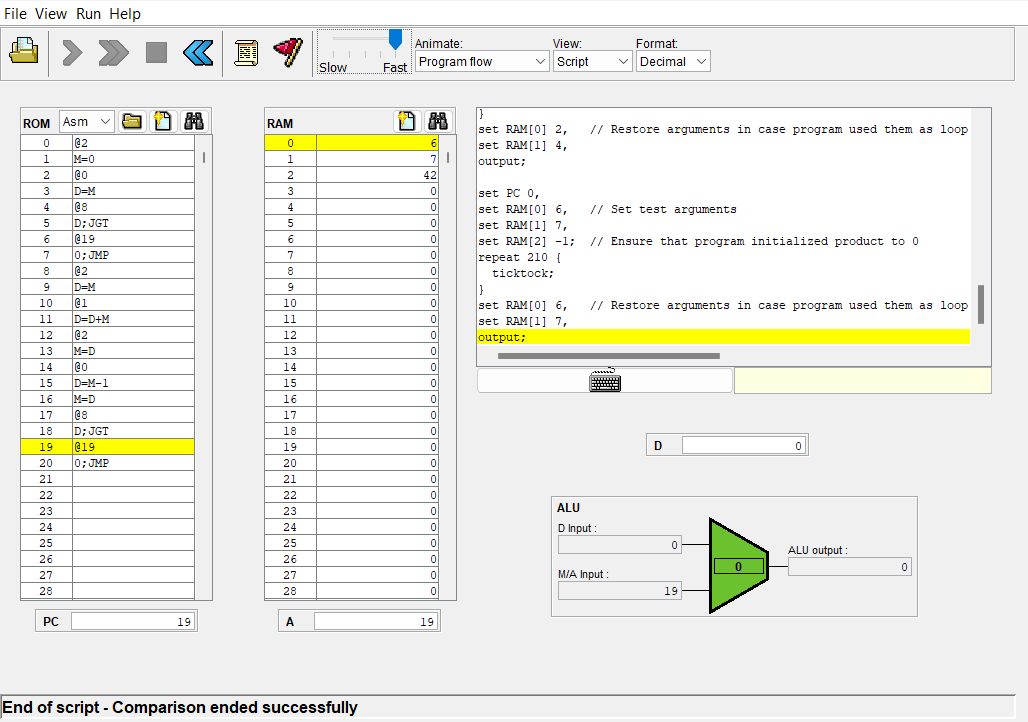 File View Run Help
Slow Fast
Animate: View: Format:
Program flow Script Decimal
ROM Asm
0 @2
1 M=0
2 @0
3 D=M
4 @8
5 D;JGT
6 @19
7 0;JMP
8 @2
9 D=M
10 @1
11 D=D+M
12 @2
13 M=D
14 @0
15 D=M-1
16 M=D
17 @8
18 D;JGT
19 @19
20 0;JMP
21
22
23
24
25
26
27
28
PC 19
RAM
0 6
1 7
2 42
3 0
4 0
5 0
6 0
7 0
8 0
9 0
10 0
11 0
12 0
13 0
14 0
15 0
16 0
17 0
18 0
19 0
20 0
21 0
22 0
23 0
24 0
25 0
26 0
27 0
28 0
A 19
}
set RAM[0] 2,   // Restore arguments in case program used them as loop
set RAM[1] 4,
output;
set PC 0,
set RAM[0] 6,   // Set test arguments
set RAM[1] 7,
set RAM[2] -1;  // Ensure that program initialized product to 0
repeat 210 {
  ticktock;
}
set RAM[0] 6,   // Restore arguments in case program used them as loop
set RAM[1] 7,
output;
D 0
ALU
D Input :
0
M/A Input :
19
0
ALU output :
0
End of script - Comparison ended successfully